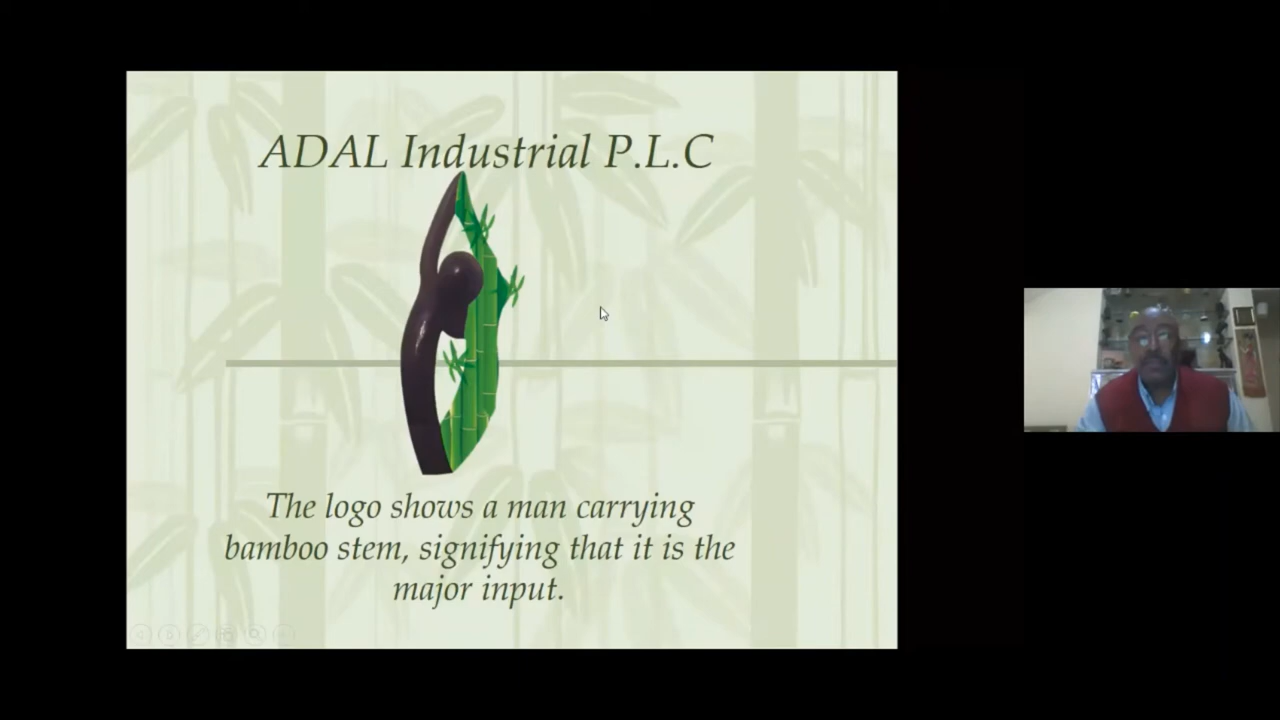 ADAL Industrial P.L.C
The logo shows a man carrying
bamboo stem, signifying that it is the
major input.